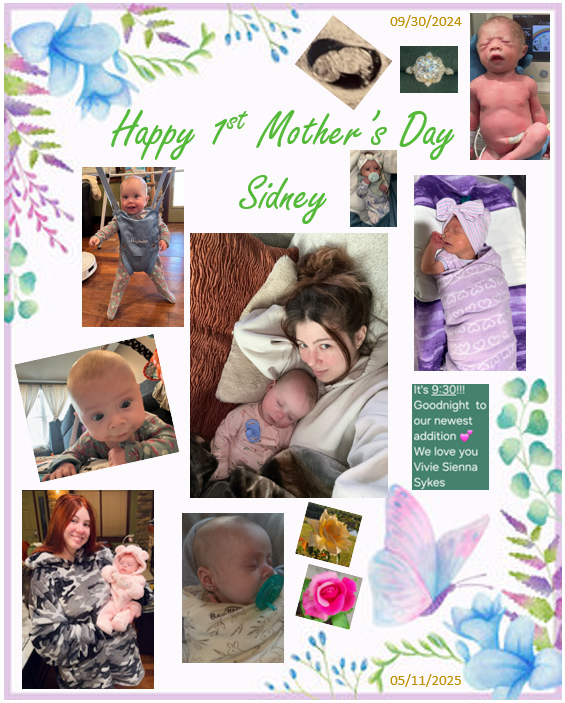 09/30/2024
Happy 1st Mother's Day
Sidney
It's 9:30!!!
Goodnight to
our newest
addition 💕
We love you
Vivie Sienna
Sykes
05/11/2025